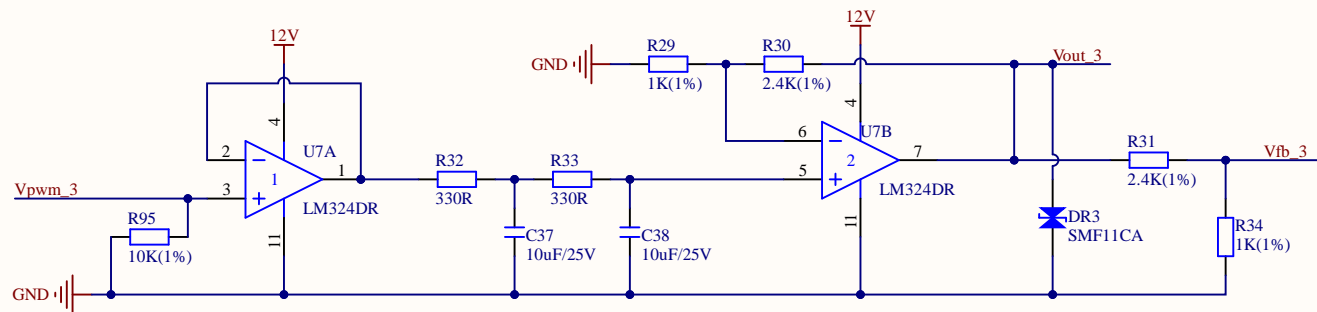 12V
12V
R29
R30
Vout_3
GND
1K(1%)
2.4K(1%)
4
4
U7B
6
2
U7A
R31
2
R32
R33
7
Vfb_3
1
1
5
Vpwm_3
3
330R
330R
LM324DR
2.4K(1%)
LM324DR
R95
11
DR3
R34
11
C37
C38
SMF11CA
1K(1%)
10K(1%)
10uF/25V
10uF/25V
GND